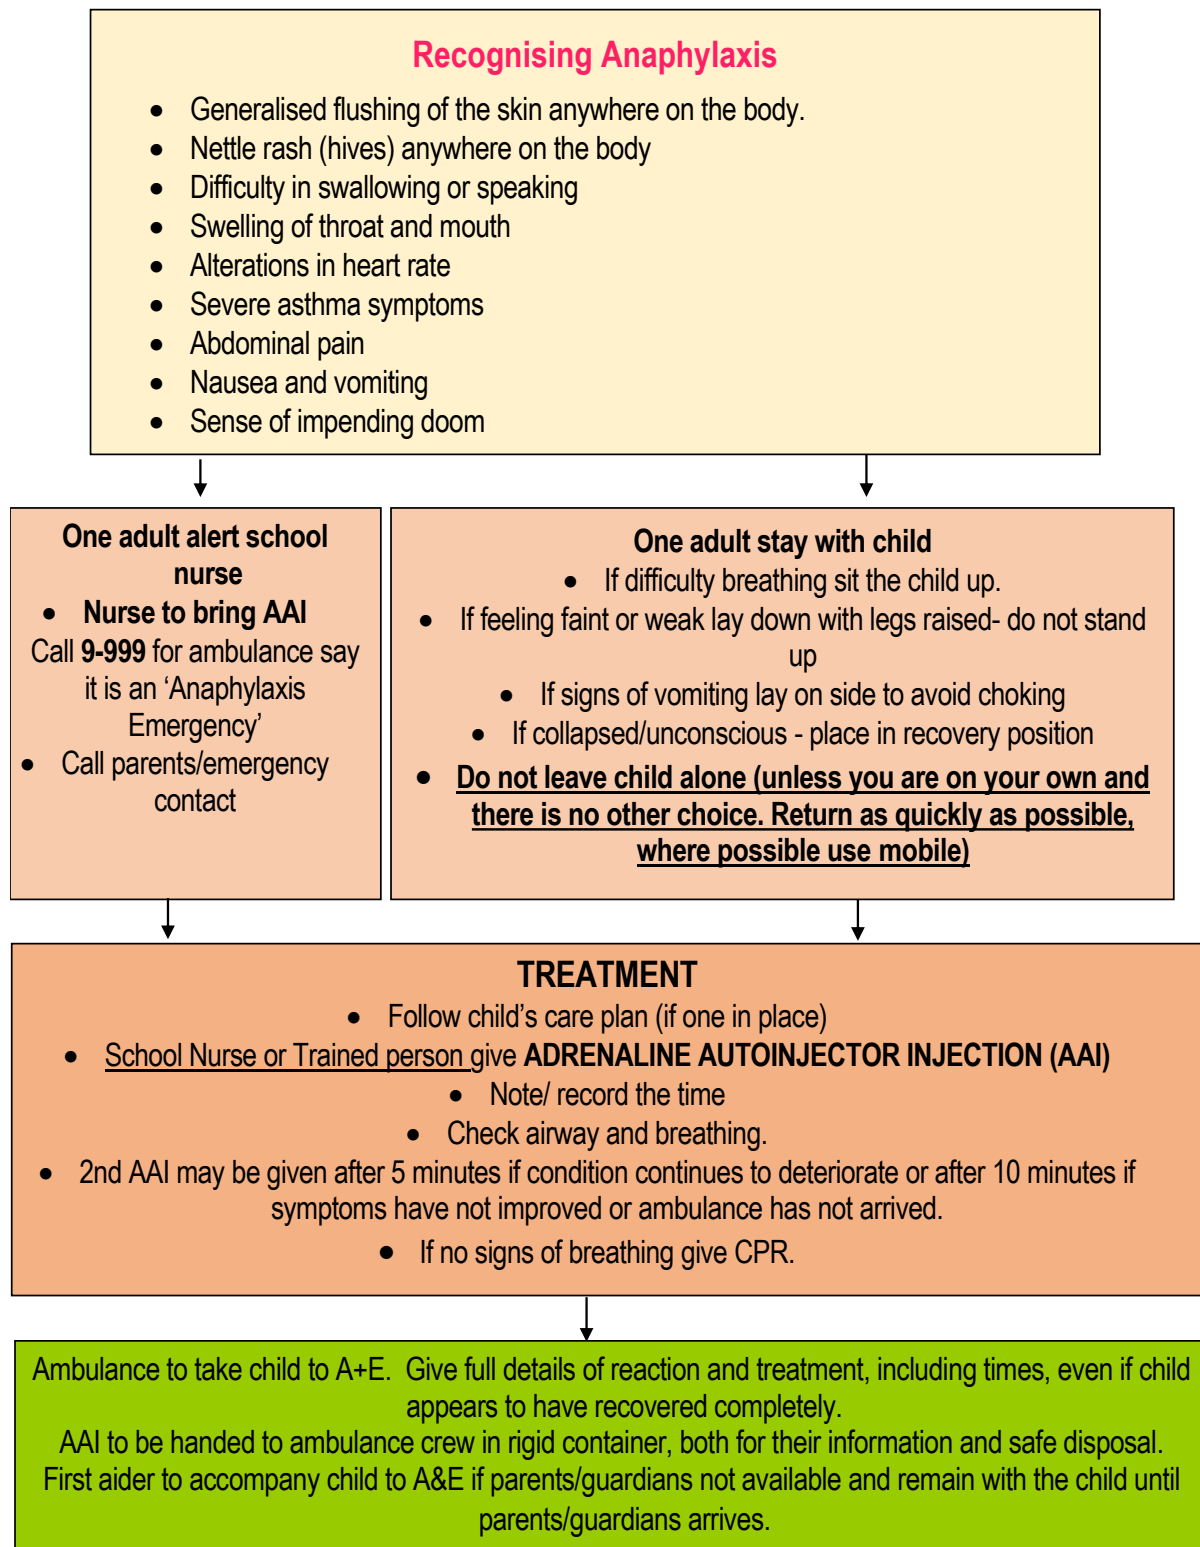 Recognising Anaphylaxis
• Generalised flushing of the skin anywhere on the body.
• Nettle rash (hives) anywhere on the body
• Difficulty in swallowing or speaking
• Swelling of throat and mouth
• Alterations in heart rate
• Severe asthma symptoms
• Abdominal pain
• Nausea and vomiting
• Sense of impending doom
One adult alert school
nurse
• Nurse to bring AAI
Call 9-999 for ambulance say
it is an ‘Anaphylaxis
Emergency’
• Call parents/emergency
contact
One adult stay with child
• If difficulty breathing sit the child up.
• If feeling faint or weak lay down with legs raised- do not stand
up
• If signs of vomiting lay on side to avoid choking
• If collapsed/unconscious - place in recovery position
• Do not leave child alone (unless you are on your own and
there is no other choice. Return as quickly as possible,
where possible use mobile)
TREATMENT
• Follow child’s care plan (if one in place)
• School Nurse or Trained person give ADRENALINE AUTOINJECTOR INJECTION (AAI)
• Note/ record the time
• Check airway and breathing.
• 2nd AAI may be given after 5 minutes if condition continues to deteriorate or after 10 minutes if
symptoms have not improved or ambulance has not arrived.
• If no signs of breathing give CPR.
Ambulance to take child to A+E. Give full details of reaction and treatment, including times, even if child
appears to have recovered completely.
AAI to be handed to ambulance crew in rigid container, both for their information and safe disposal.
First aider to accompany child to A&E if parents/guardians not available and remain with the child until
parents/guardians arrives.